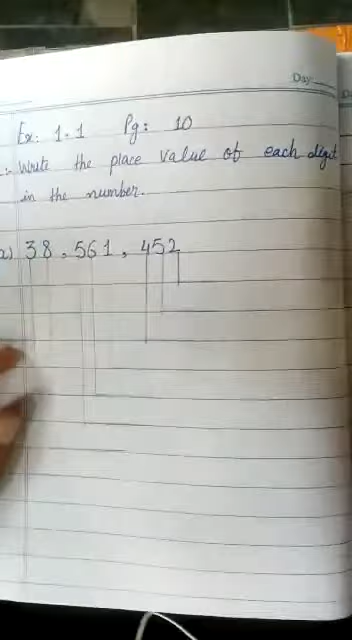 Day:
Ex: 1.1 Pg: 10
:- Write the place value of each digit
in the number.
a) 38,561,452